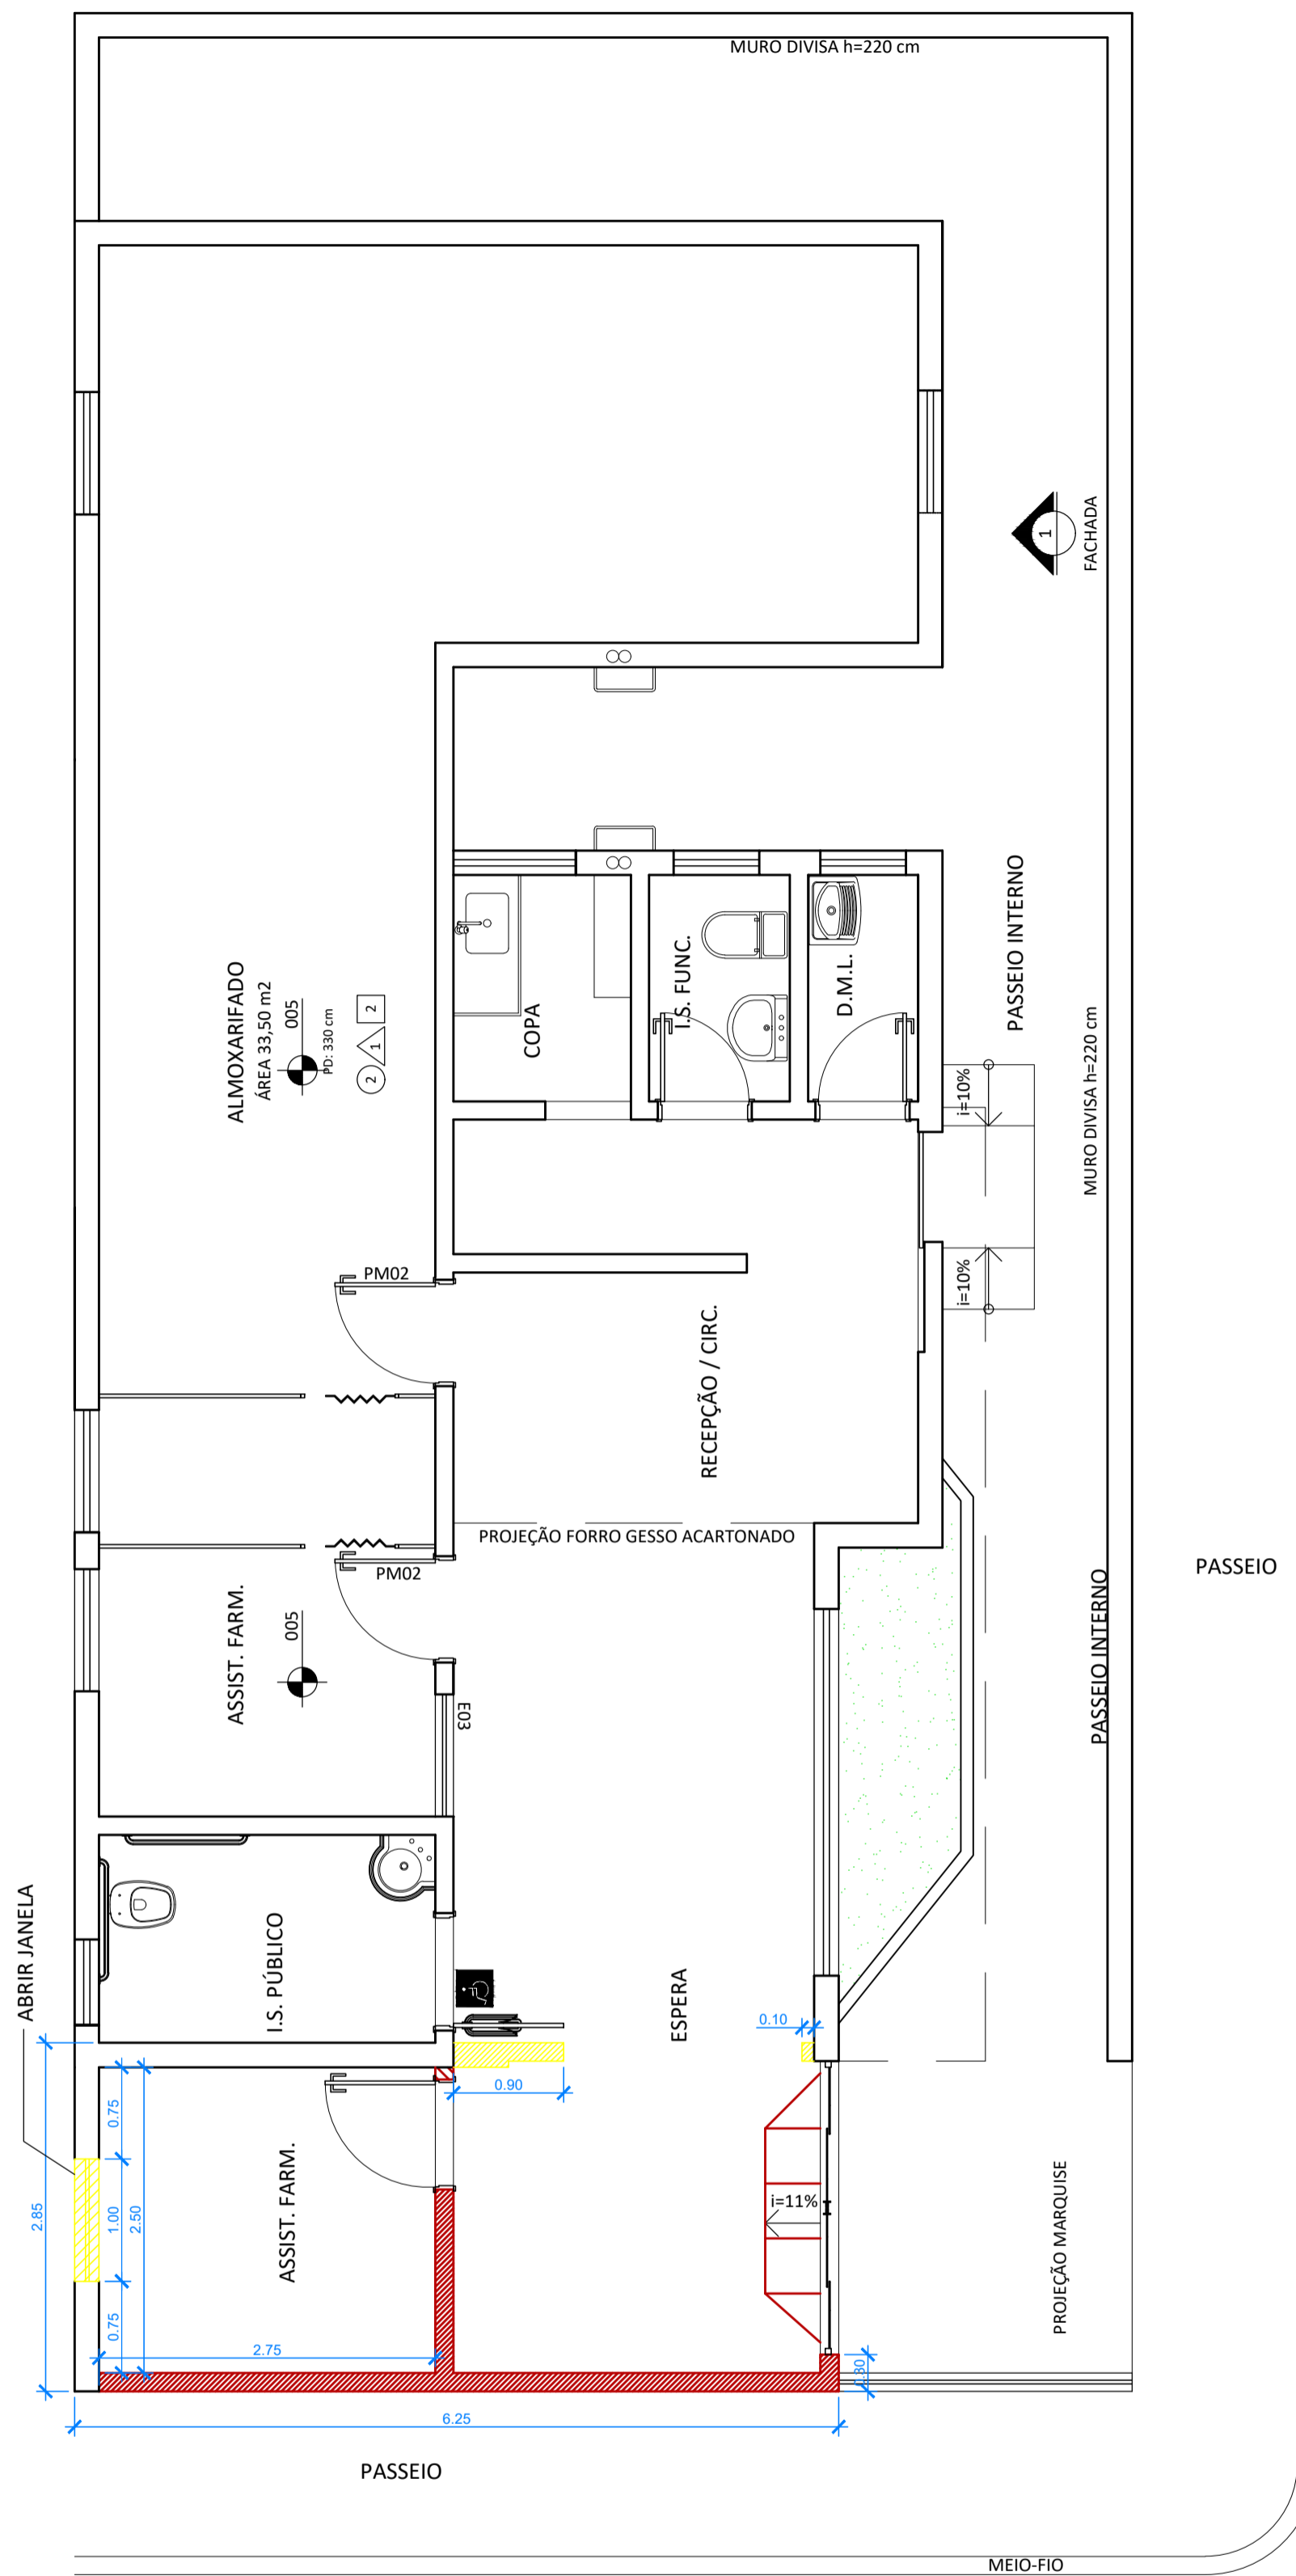 MURO DIVISA h=220 cm
1
FACHADA
ALMOXARIFADO
ÁREA 33,50 m2
005
PD: 330 cm
2
1
2
COPA
I.S. FUNC.
D.M.L.
PASSEIO INTERNO
i=10%
MURO DIVISA h=220 cm
i=10%
PM02
RECEPÇÃO / CIRC.
PROJEÇÃO FORRO GESSO ACARTONADO
PM02
ASSIST. FARM.
005
E03
PASSEIO INTERNO
PASSEIO
ABRIR JANELA
I.S. PÚBLICO
ESPERA
0.10
0.90
0.75
1.00
2.50
2.85
0.75
ASSIST. FARM.
2.75
i=11%
PROJEÇÃO MARQUISE
6.25
PASSEIO
MEIO-FIO